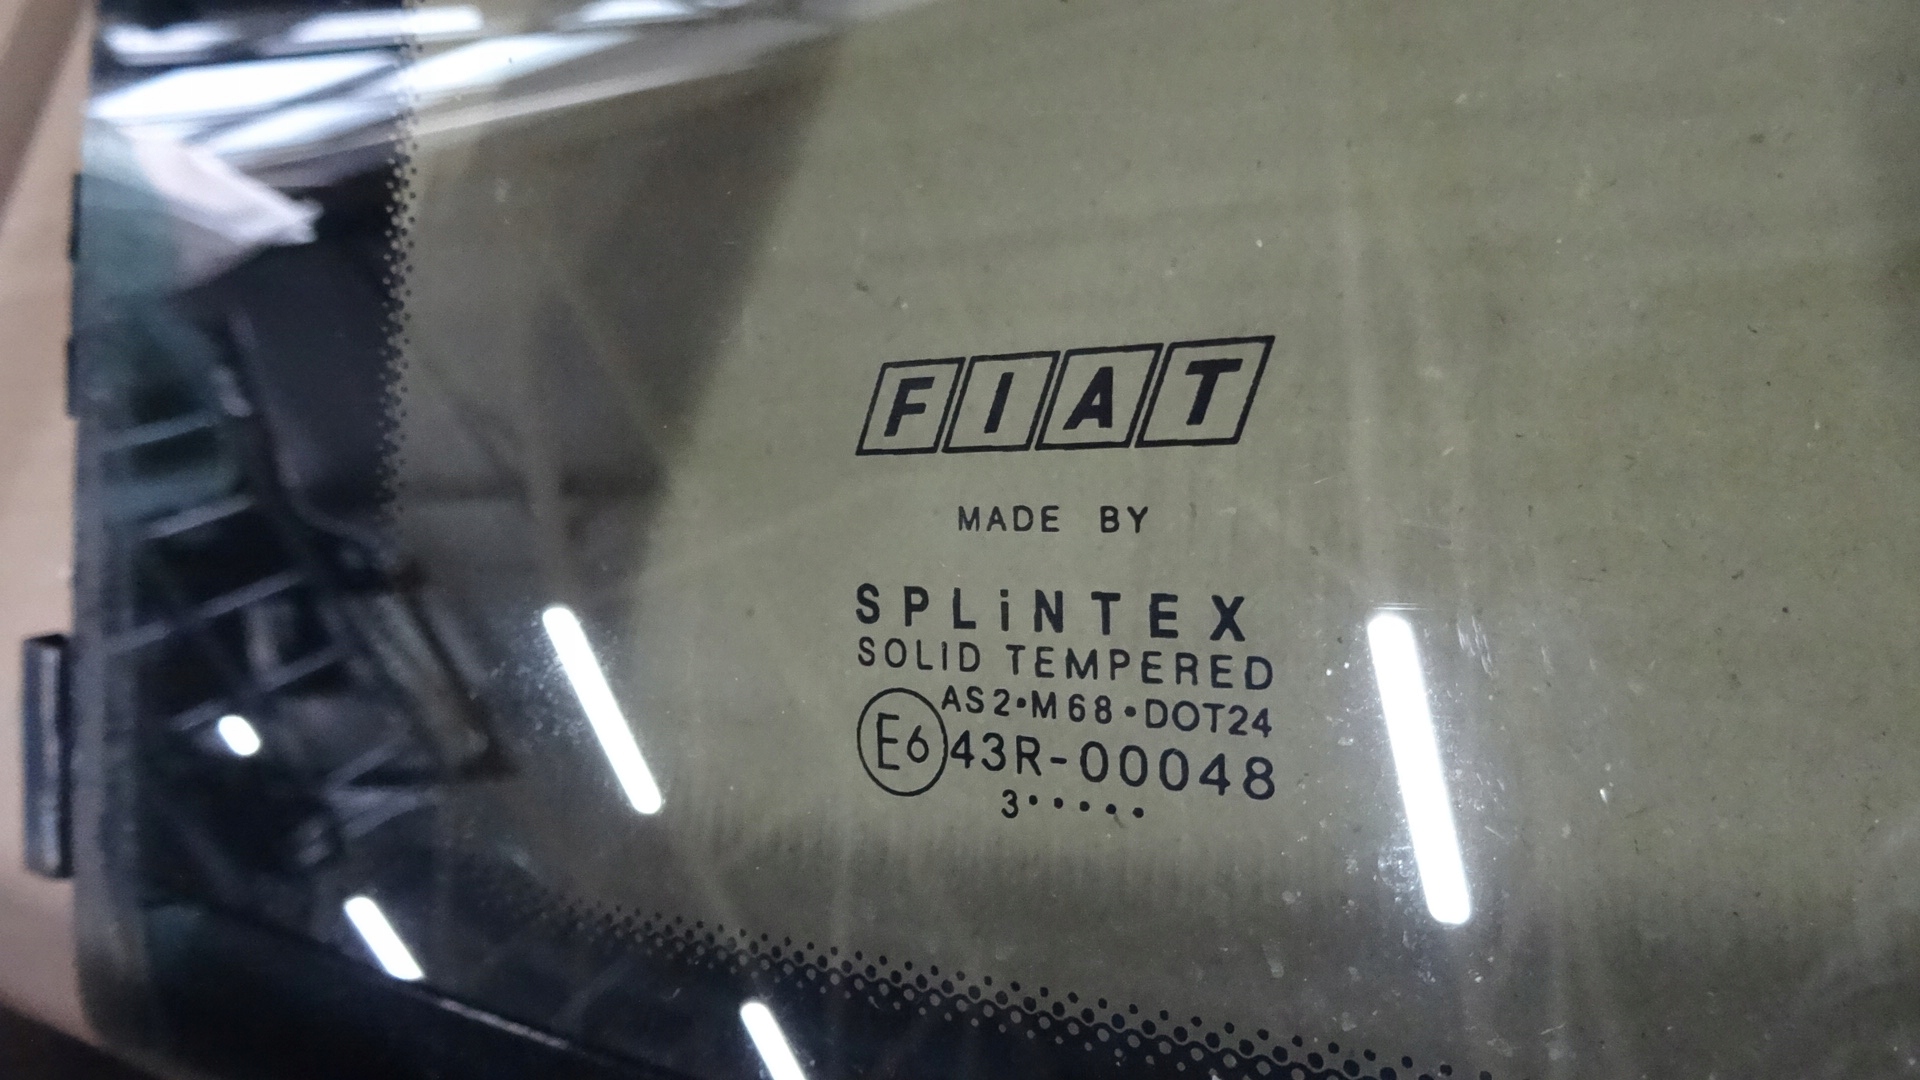 FIAT
MADE BY
SPLiNTEX
SOLID TEMPERED
AS2•M68•DOT24
E6 43R-00048
3•••••